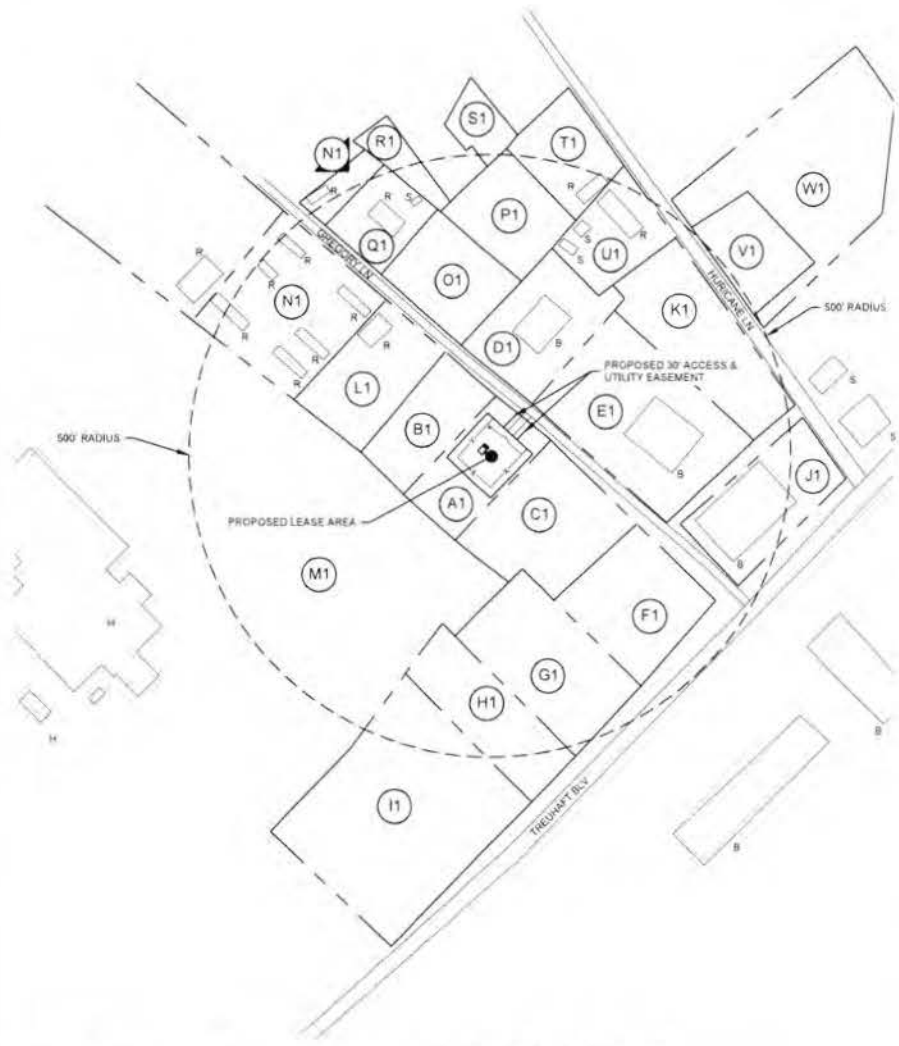 S1
N1
R1
T1
R
S
R
R
W1
P1
S
Q1
R
U1
S
S
V1
GREGORY LN
HURICANE LN
O1
R
R
R
N1
K1
500' RADIUS
R
R
D1
B
PROPOSED 30' ACCESS &
UTILITY EASEMENT
R
R
L1
S
E1
S
500' RADIUS
B1
B
J1
A1
C1
PROPOSED LEASE AREA
B
M1
H
F1
G1
H1
B
H
I1
TREUHAFT BLV
B